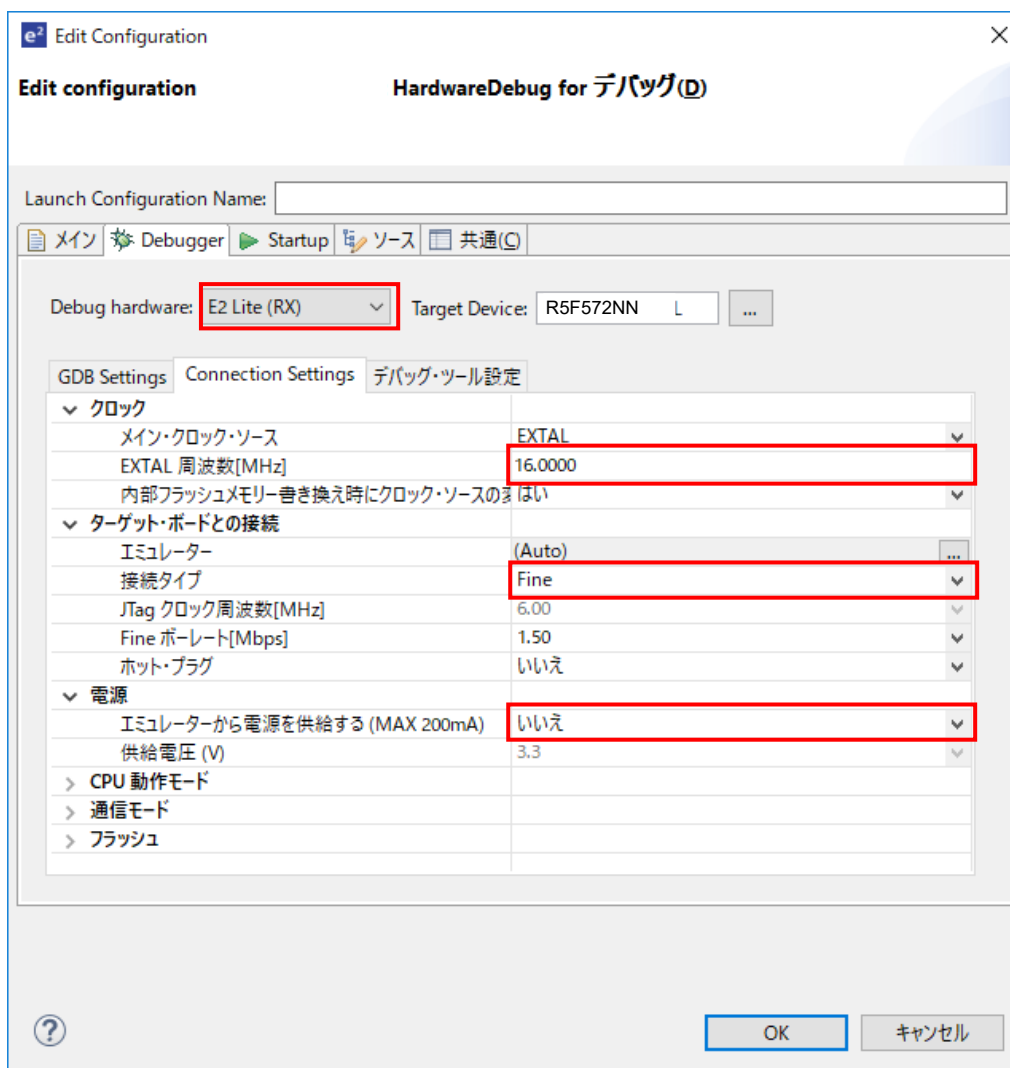 e² Edit Configuration
Edit configuration HardwareDebug for デバッグ(D)
Launch Configuration Name:
メイン Debugger Startup ソース 共通(C)
Debug hardware: E2 Lite (RX) Target Device: R5F572NN L ...
GDB Settings Connection Settings デバッグ・ツール設定
クロック
メイン・クロック・ソース EXTAL
EXTAL 周波数[MHz] 16.0000
内部フラッシュメモリー書き換え時にクロック・ソースの変 はい
ターゲット・ボードとの接続
エミュレーター (Auto) ...
接続タイプ Fine
JTag クロック周波数[MHz] 6.00
Fine ボーレート[Mbps] 1.50
ホット・プラグ いいえ
電源
エミュレーターから電源を供給する (MAX 200mA) いいえ
供給電圧 (V) 3.3
CPU 動作モード
通信モード
フラッシュ
? OK キャンセル